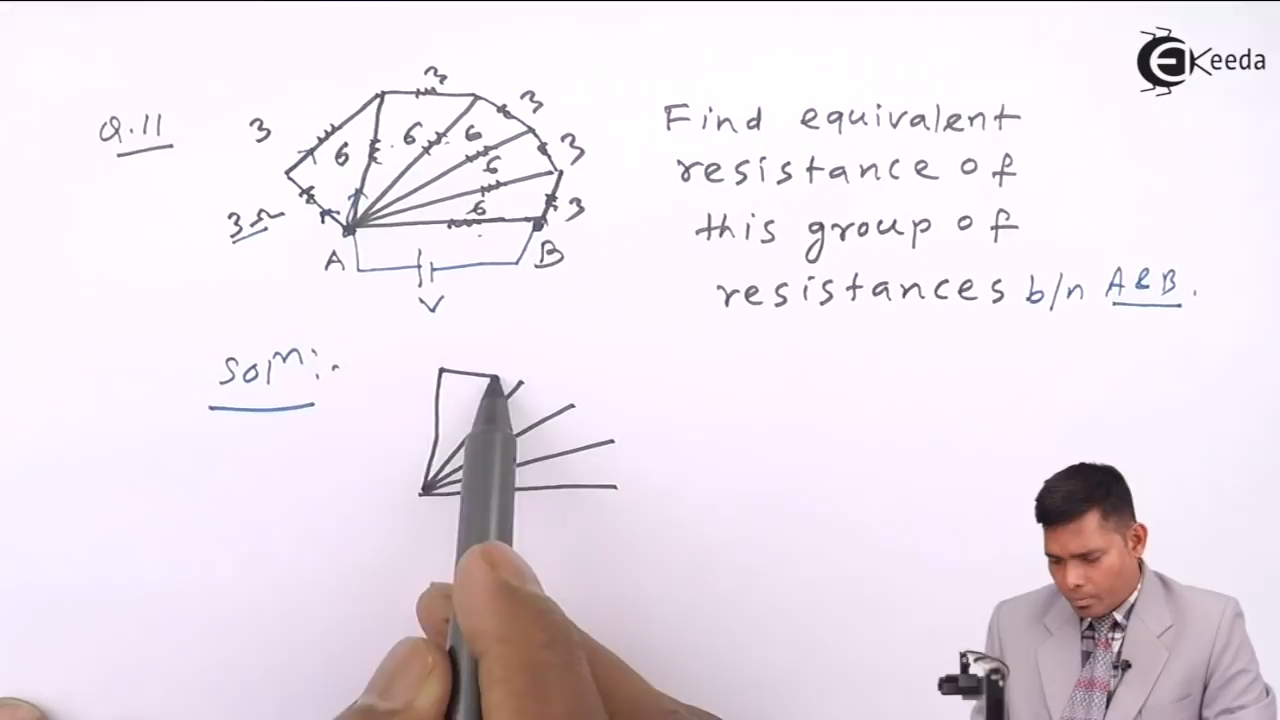 EKeeda
Q.11
3
3
3
3
3
3Ω
6
6
6
6
6
A
B
V
Find equivalent
resistance of
this group of
resistances b/n A&B.
Solⁿ:-